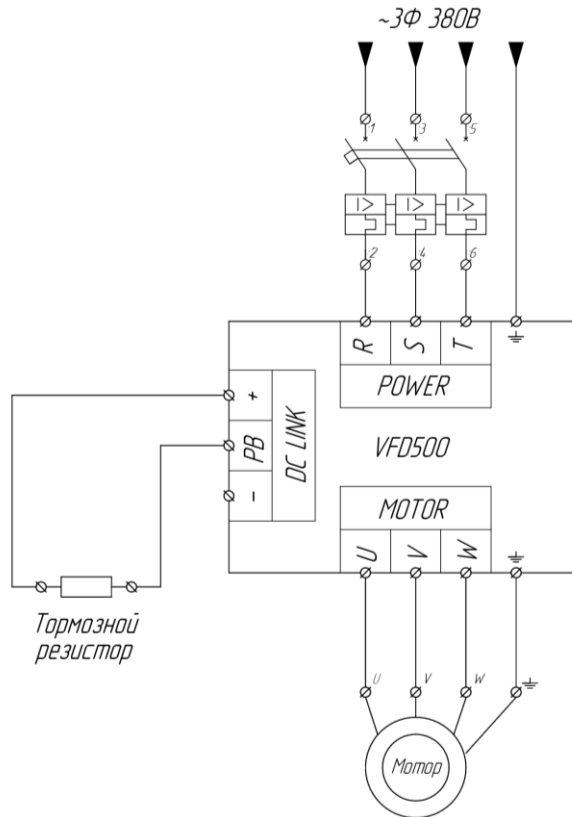 ~3Ф 380В
1 3 5
I> I> I>
2 4 6
R S T
POWER
+
PB
-
DC LINK
VFD500
MOTOR
U V W
Тормозной
резистор
U V W
Мотор